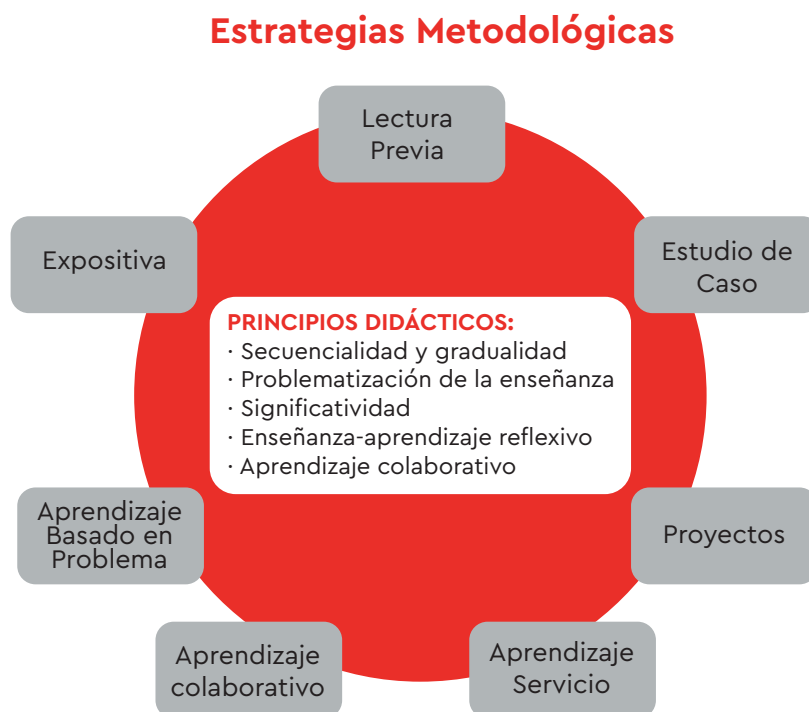 Estrategias Metodológicas
Lectura
Previa
Estudio de
Caso
Proyectos
Aprendizaje
Servicio
Aprendizaje
colaborativo
Aprendizaje
Basado en
Problema
Expositiva
PRINCIPIOS DIDÁCTICOS:
· Secuencialidad y gradualidad
· Problematización de la enseñanza
· Significatividad
· Enseñanza-aprendizaje reflexivo
· Aprendizaje colaborativo